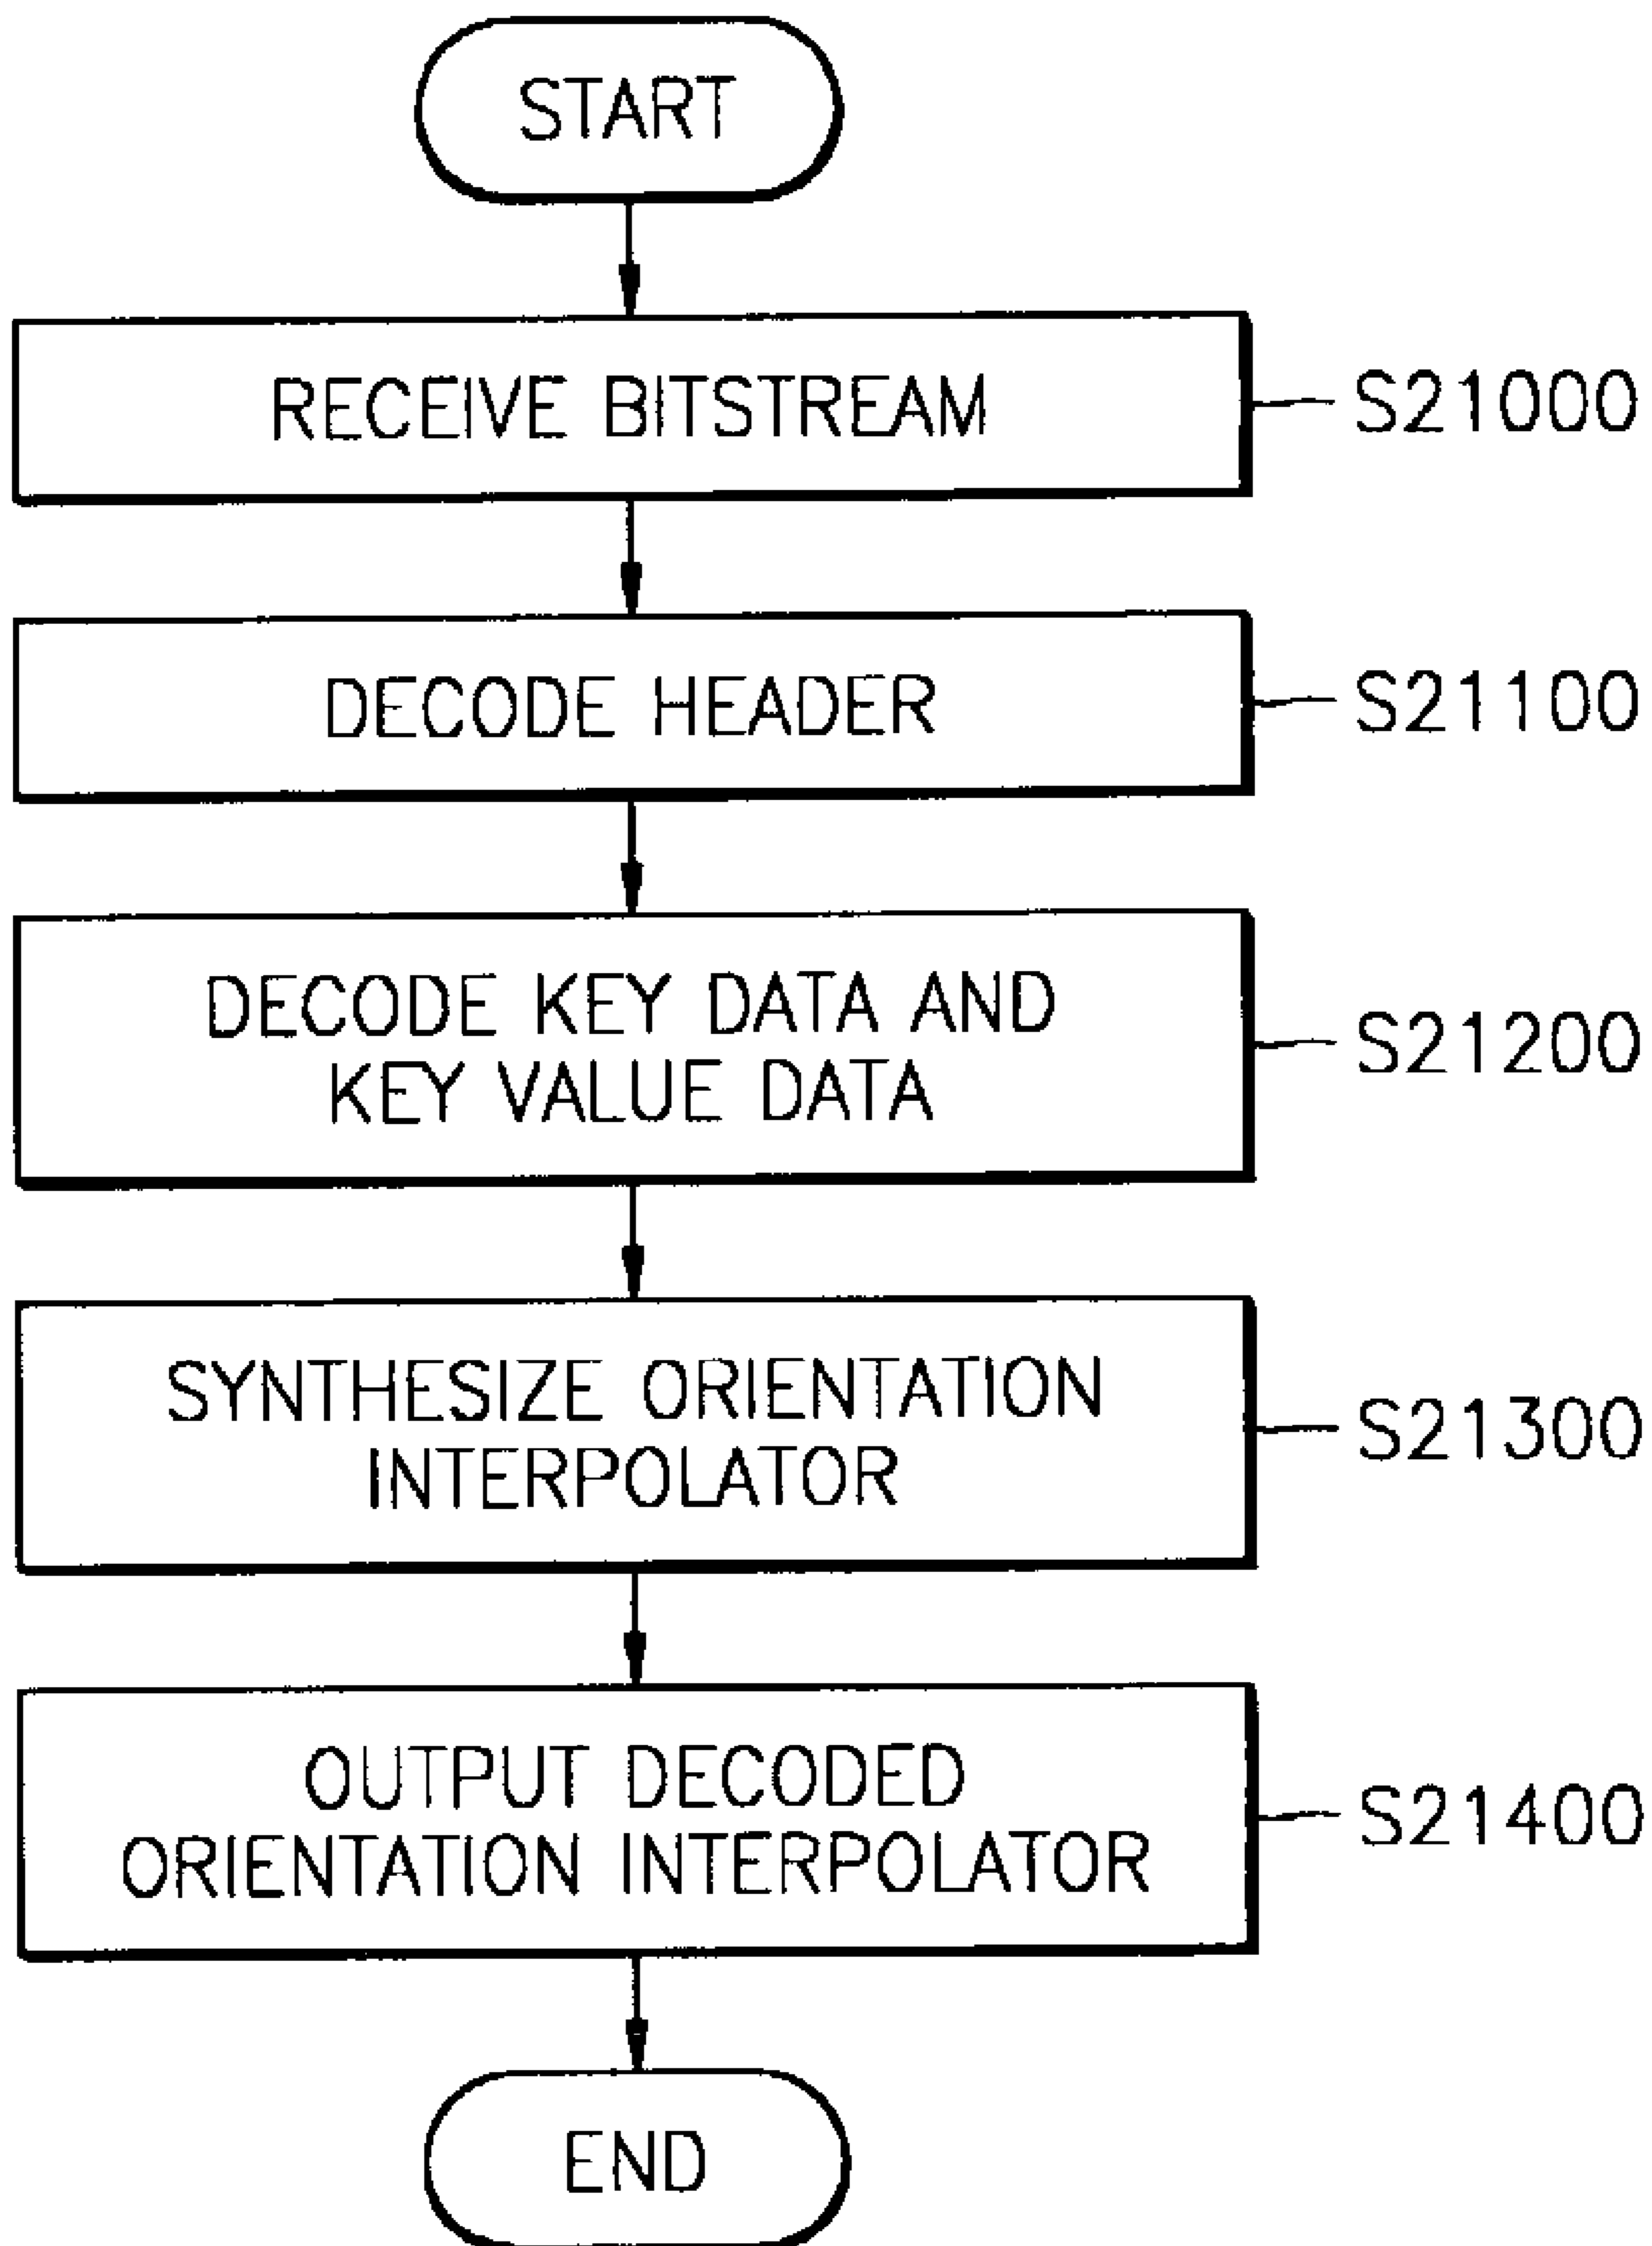 START
RECEIVE BITSTREAM
S21000
DECODE HEADER
S21100
DECODE KEY DATA AND
KEY VALUE DATA
S21200
SYNTHESIZE ORIENTATION
INTERPOLATOR
S21300
OUTPUT DECODED
ORIENTATION INTERPOLATOR
S21400
END